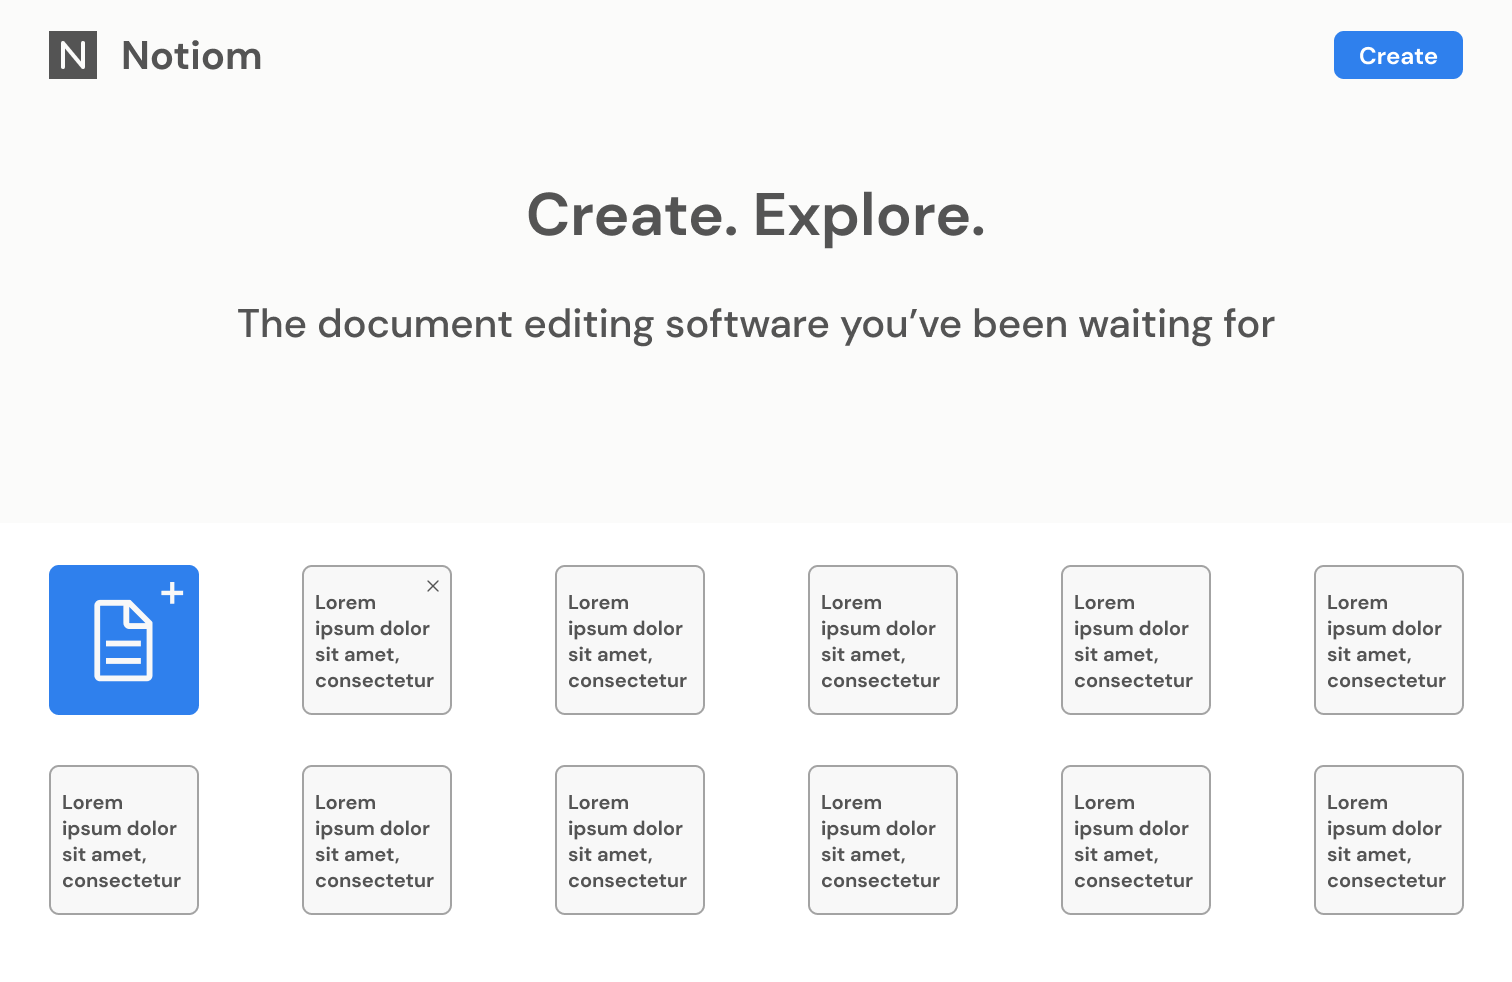 N Notiom
Create
Create. Explore.
The document editing software you’ve been waiting for
Lorem
ipsum dolor
sit amet,
consectetur
Lorem
ipsum dolor
sit amet,
consectetur
Lorem
ipsum dolor
sit amet,
consectetur
Lorem
ipsum dolor
sit amet,
consectetur
Lorem
ipsum dolor
sit amet,
consectetur
Lorem
ipsum dolor
sit amet,
consectetur
Lorem
ipsum dolor
sit amet,
consectetur
Lorem
ipsum dolor
sit amet,
consectetur
Lorem
ipsum dolor
sit amet,
consectetur
Lorem
ipsum dolor
sit amet,
consectetur
Lorem
ipsum dolor
sit amet,
consectetur